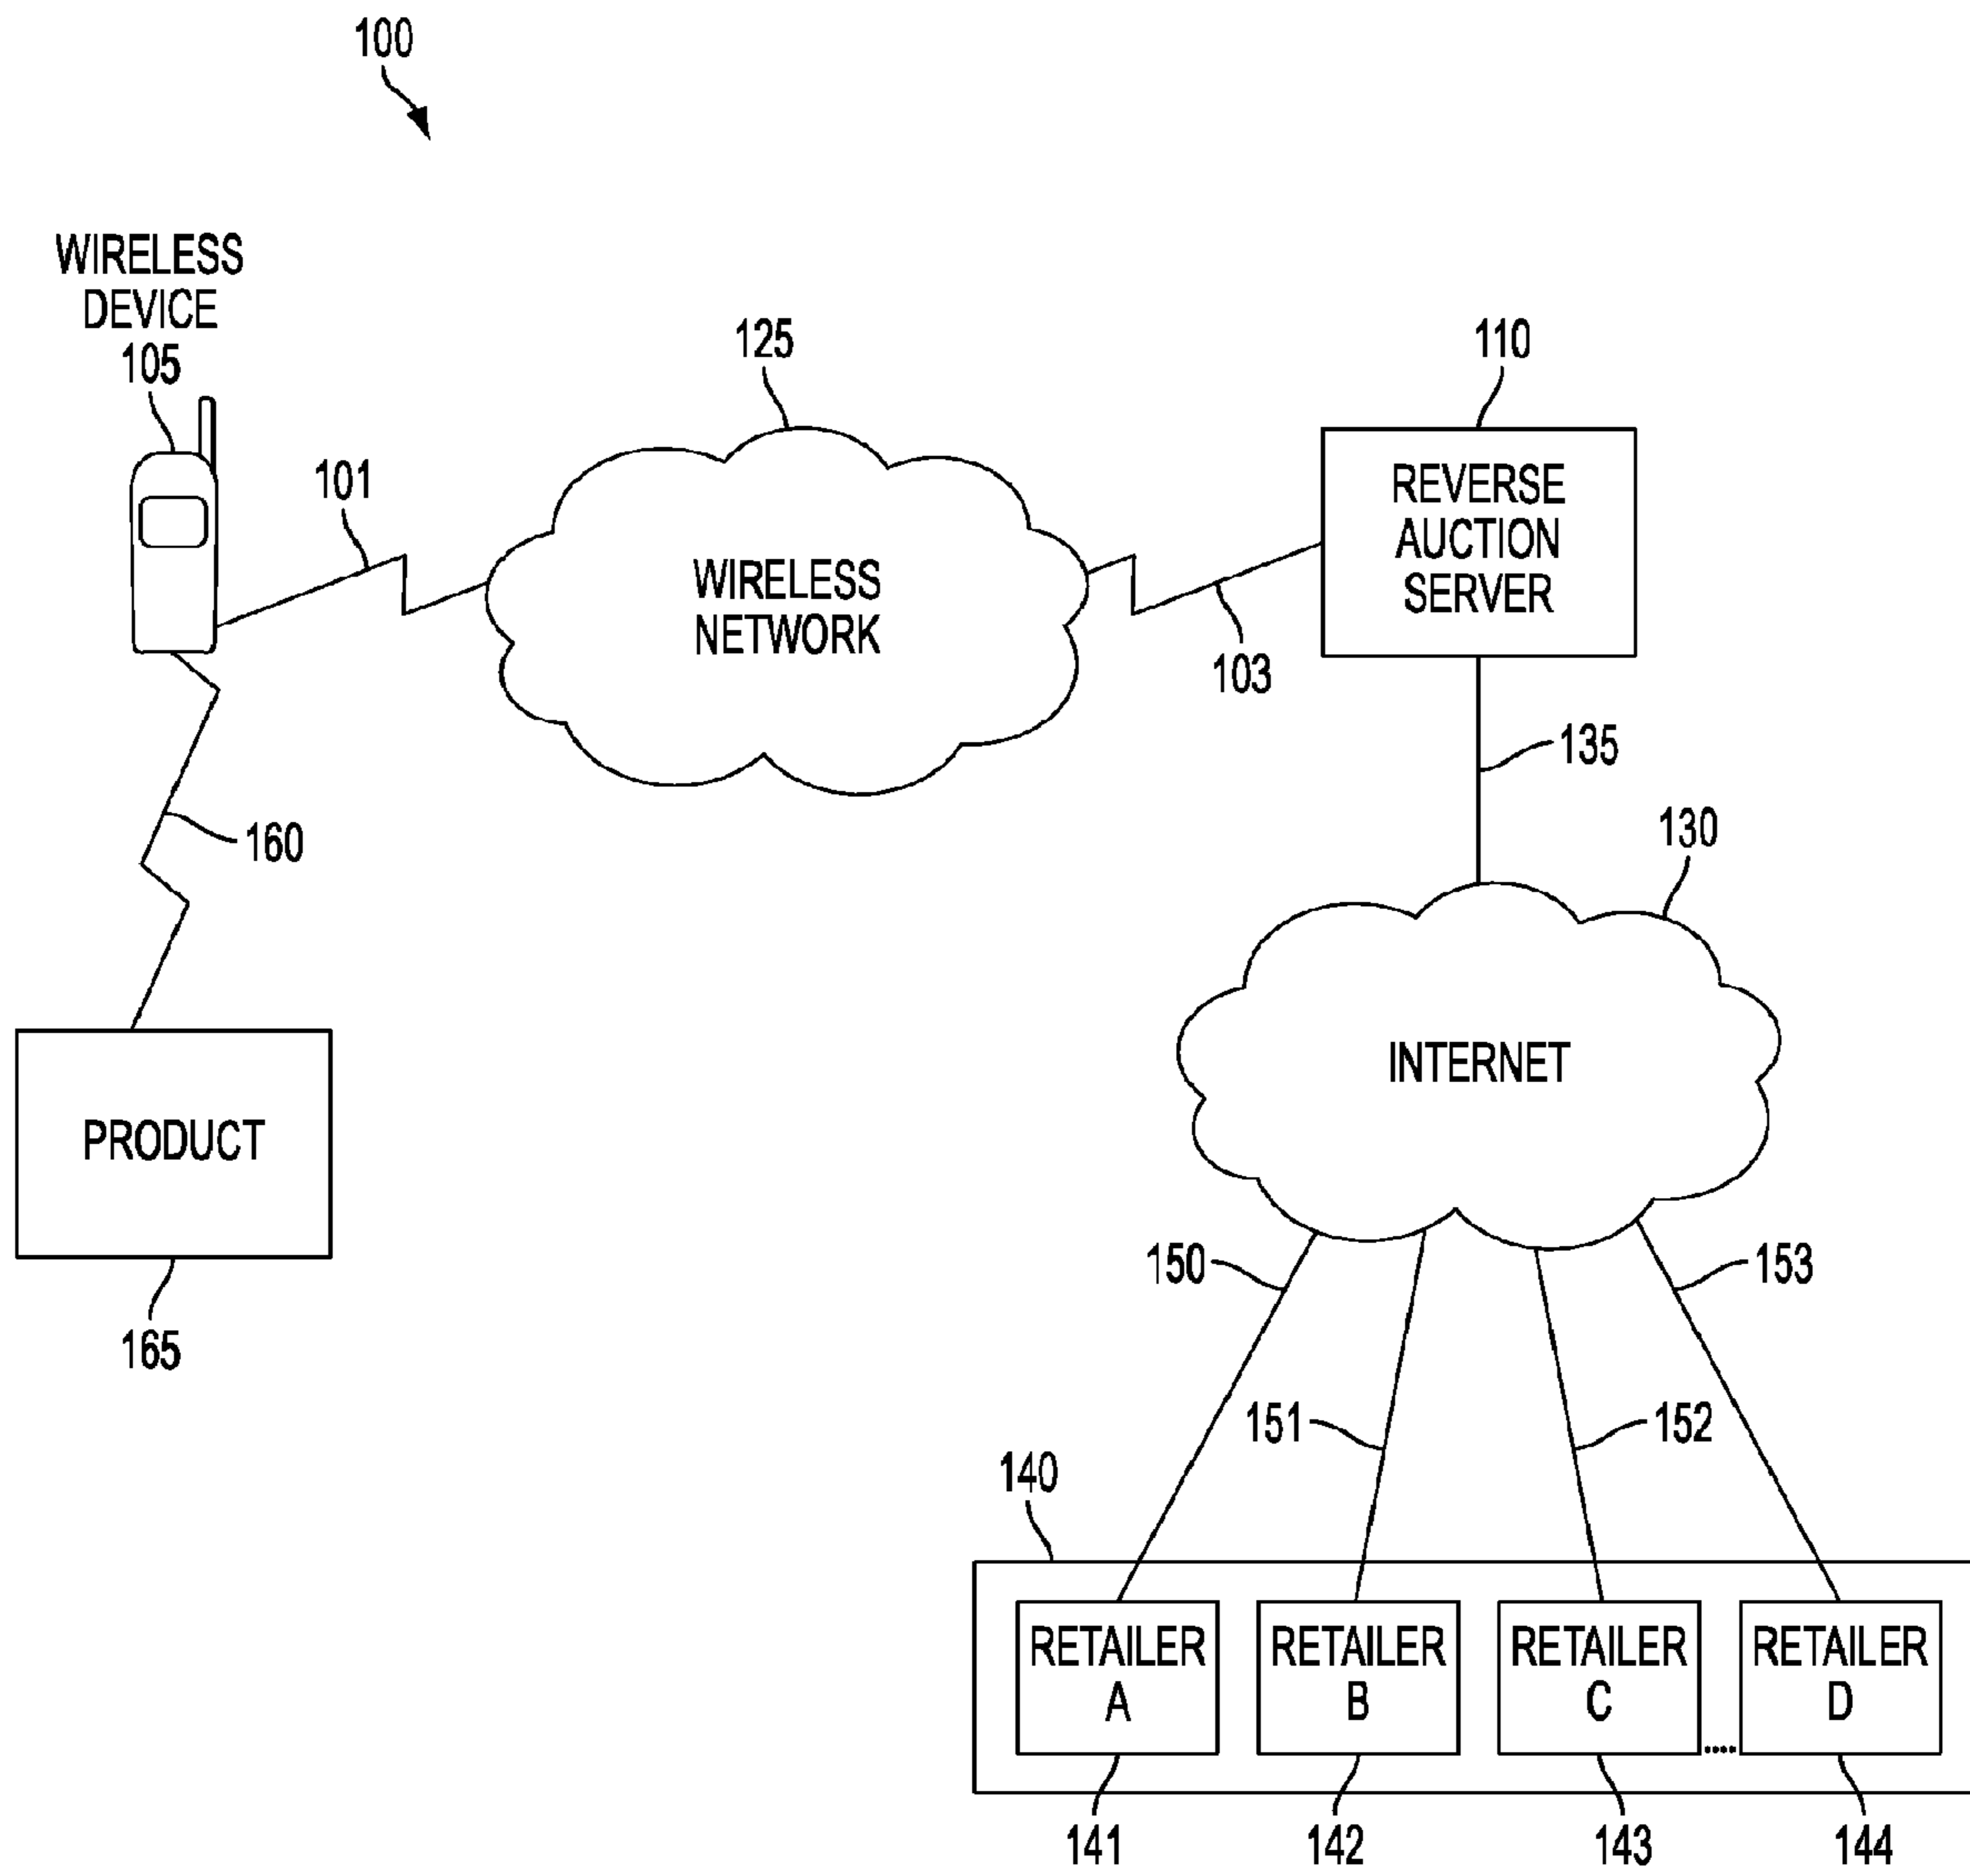 100
WIRELESS
DEVICE
105
125
110
101
REVERSE
AUCTION
SERVER
WIRELESS
NETWORK
103
135
160
130
INTERNET
PRODUCT
165
150
153
151
152
140
RETAILER
A
RETAILER
B
RETAILER
C
....
RETAILER
D
141
142
143
144